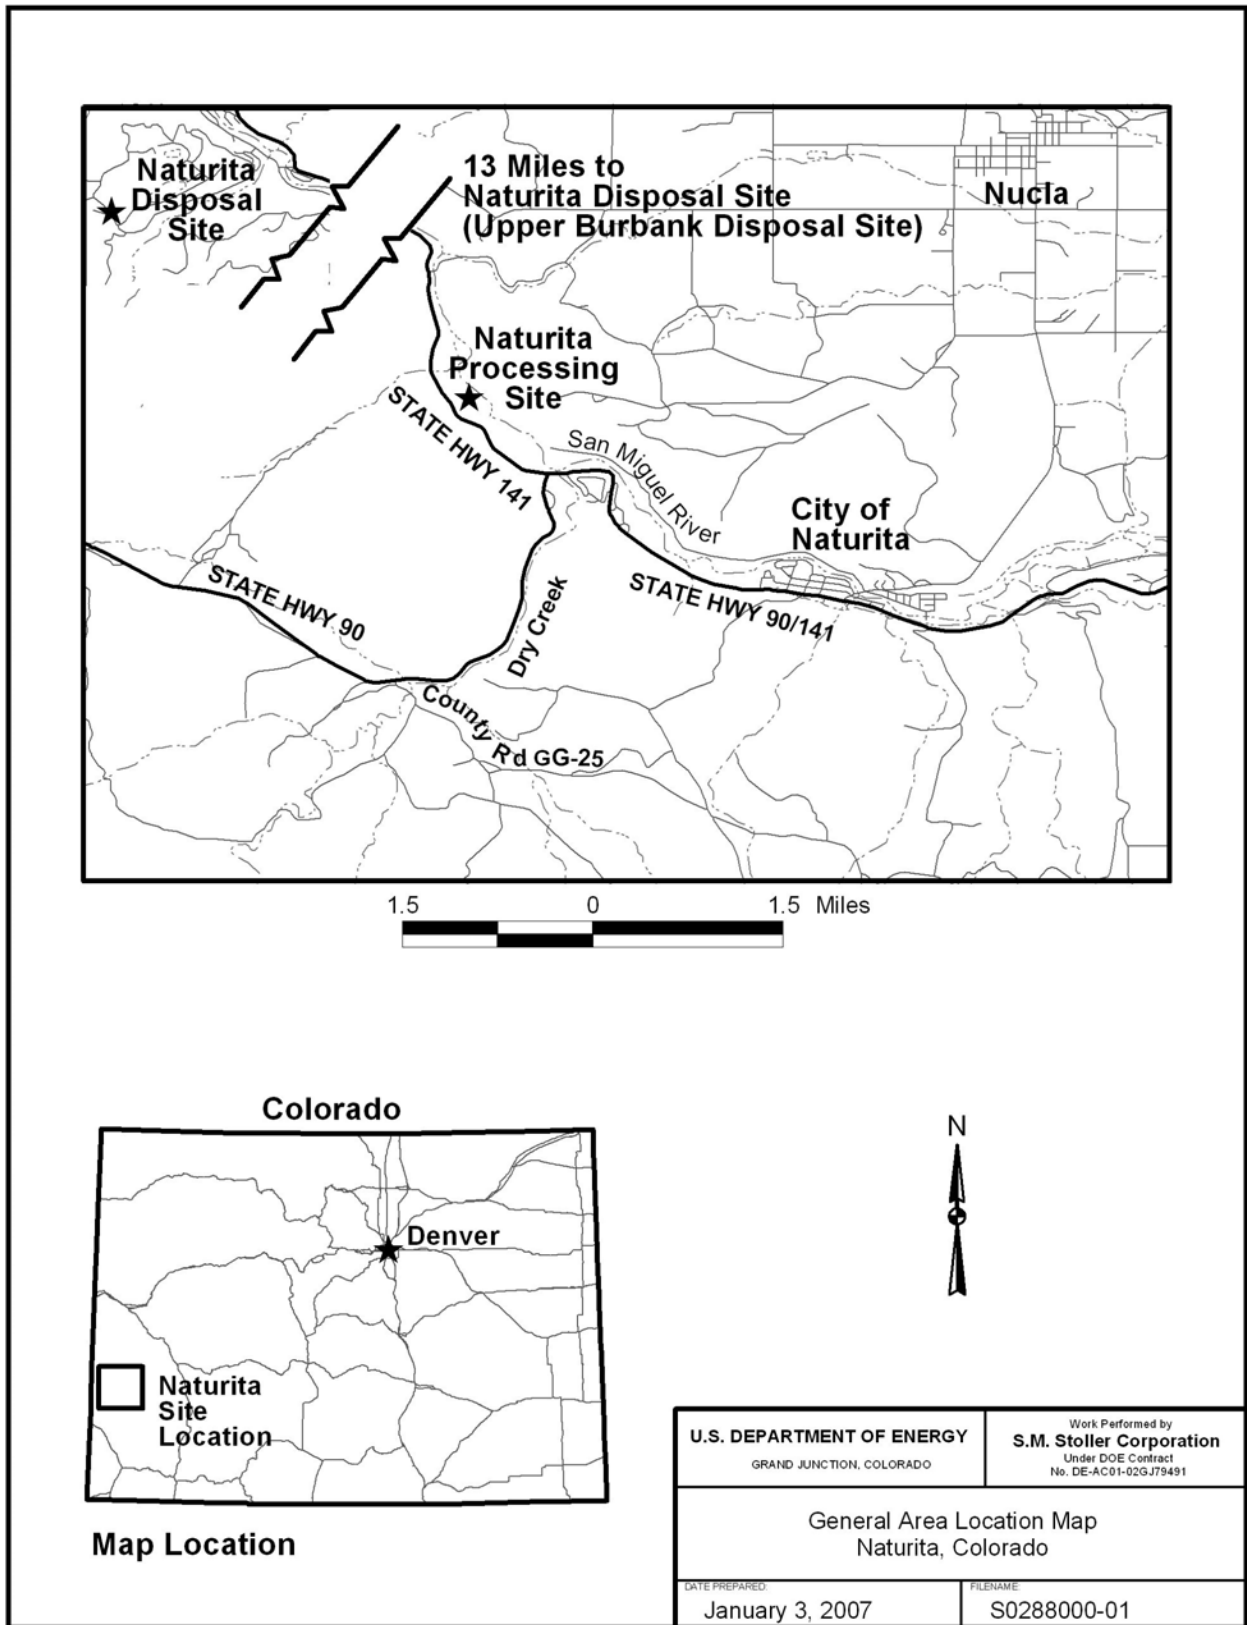 Naturita
Disposal
Site
13 Miles to
Naturita Disposal Site
(Upper Burbank Disposal Site)
Nucla
Naturita
Processing
Site
STATE HWY 141
San Miguel River
City of
Naturita
STATE HWY 90
Dry Creek
STATE HWY 90/141
County Rd GG-25
1.5 0 1.5 Miles
Colorado
Denver
Naturita
Site
Location
Map Location
N
U.S. DEPARTMENT OF ENERGY
GRAND JUNCTION, COLORADO
Work Performed by
S.M. Stoller Corporation
Under DOE Contract
No. DE-AC01-02GJ79491
General Area Location Map
Naturita, Colorado
DATE PREPARED:
January 3, 2007
FILENAME:
S0288000-01